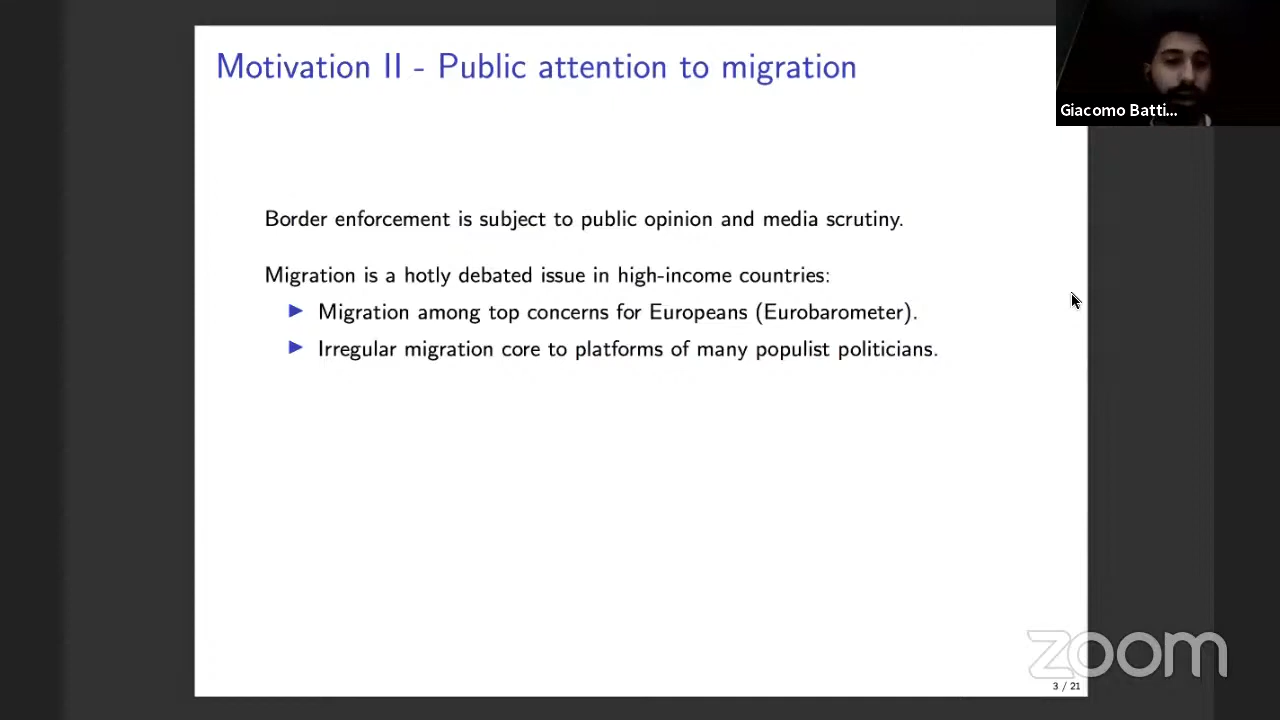 Motivation II - Public attention to migration
Giacomo Batti...
Border enforcement is subject to public opinion and media scrutiny.
Migration is a hotly debated issue in high-income countries:
Migration among top concerns for Europeans (Eurobarometer).
Irregular migration core to platforms of many populist politicians.
zoom
3 / 21